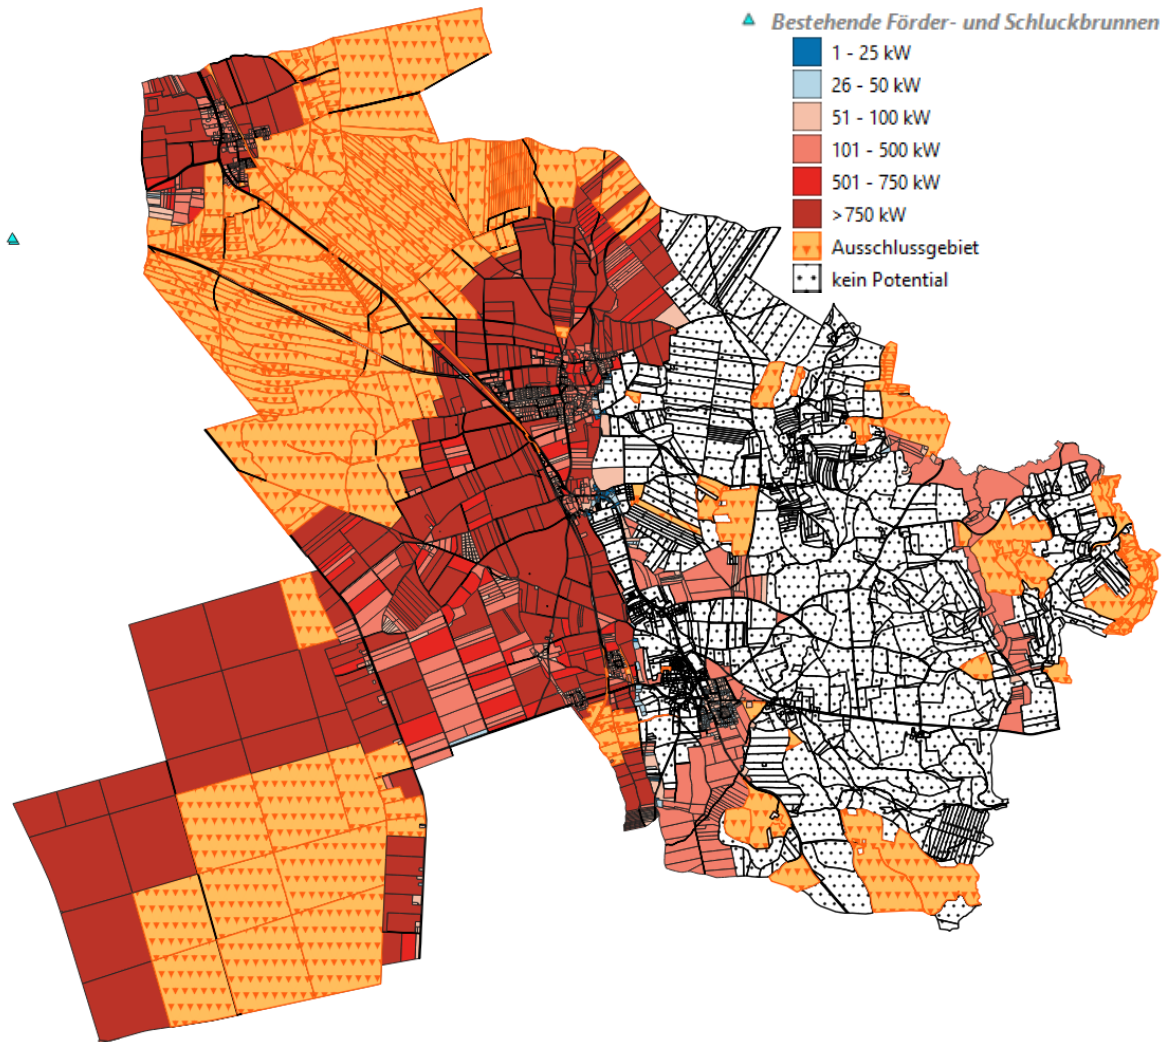 Bestehende Förder- und Schluckbrunnen
1 - 25 kW
26 - 50 kW
51 - 100 kW
101 - 500 kW
501 - 750 kW
>750 kW
Ausschlussgebiet
kein Potential